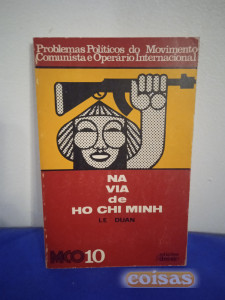 Problemas Políticos do Movimento
Comunista e Operário Internacional
NA
VIA
de
HO CHI MINH
LE DUAN
MCO 10
coisas